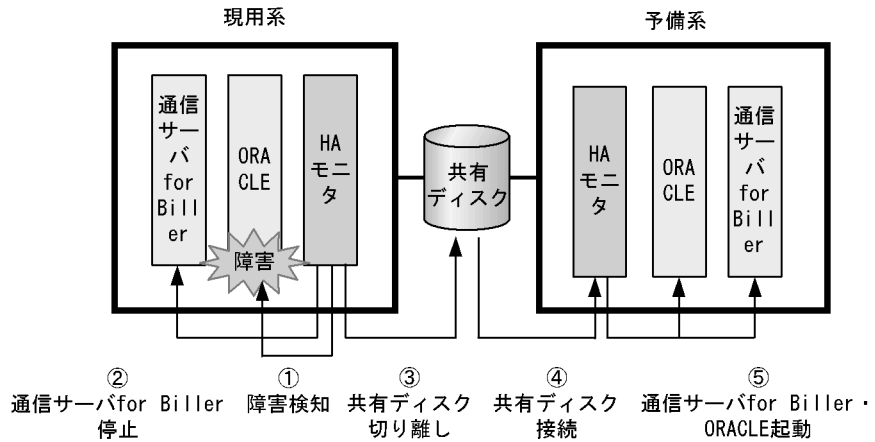 現用系
予備系
通信
サー
バ
for
Bill
er
ORA
CLE
HA
モニ
タ
障害
共有
ディスク
HA
モニ
タ
ORA
CLE
通信
サー
バ
for
Bill
er
②
通信サーバfor Biller
停止
①
障害検知
③
共有ディスク
切り離し
④
共有ディスク
接続
⑤
通信サーバfor Biller・
ORACLE起動